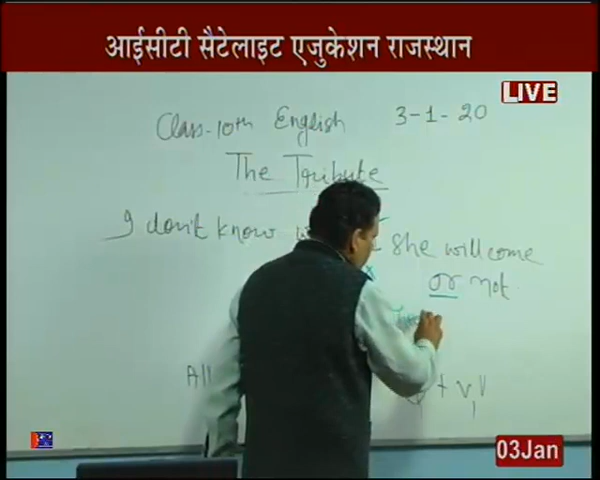 आईसीटी सैटेलाइट एजुकेशन राजस्थान
LIVE
Class-10th English 3-1-20
The Tribute
I don't know she will come
or not.
All + V
03Jan